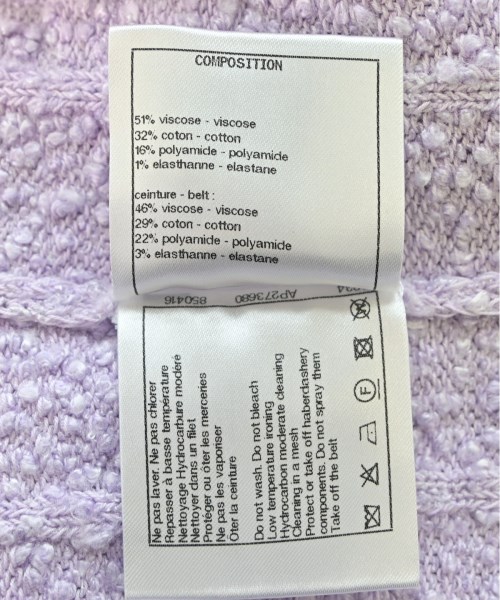 COMPOSITION
51% viscose - viscose
32% coton - cotton
16% polyamide - polyamide
1% elasthanne - elastane
ceinture - belt :
46% viscose - viscose
29% coton - cotton
22% polyamide - polyamide
3% elasthanne - elastane
AP273680 850416
Ne pas laver. Ne pas chlorer
Repasser à basse température
Nettoyage Hydrocarbure modéré
Nettoyer dans un filet
Protéger ou ôter les merceries
Ne pas les vaporiser
Ôter la ceinture
Do not wash. Do not bleach
Low temperature ironing
Hydrocarbon moderate cleaning
Cleaning in a mesh
Protect or take off haberdashery
components. Do not spray them
Take off the belt
F